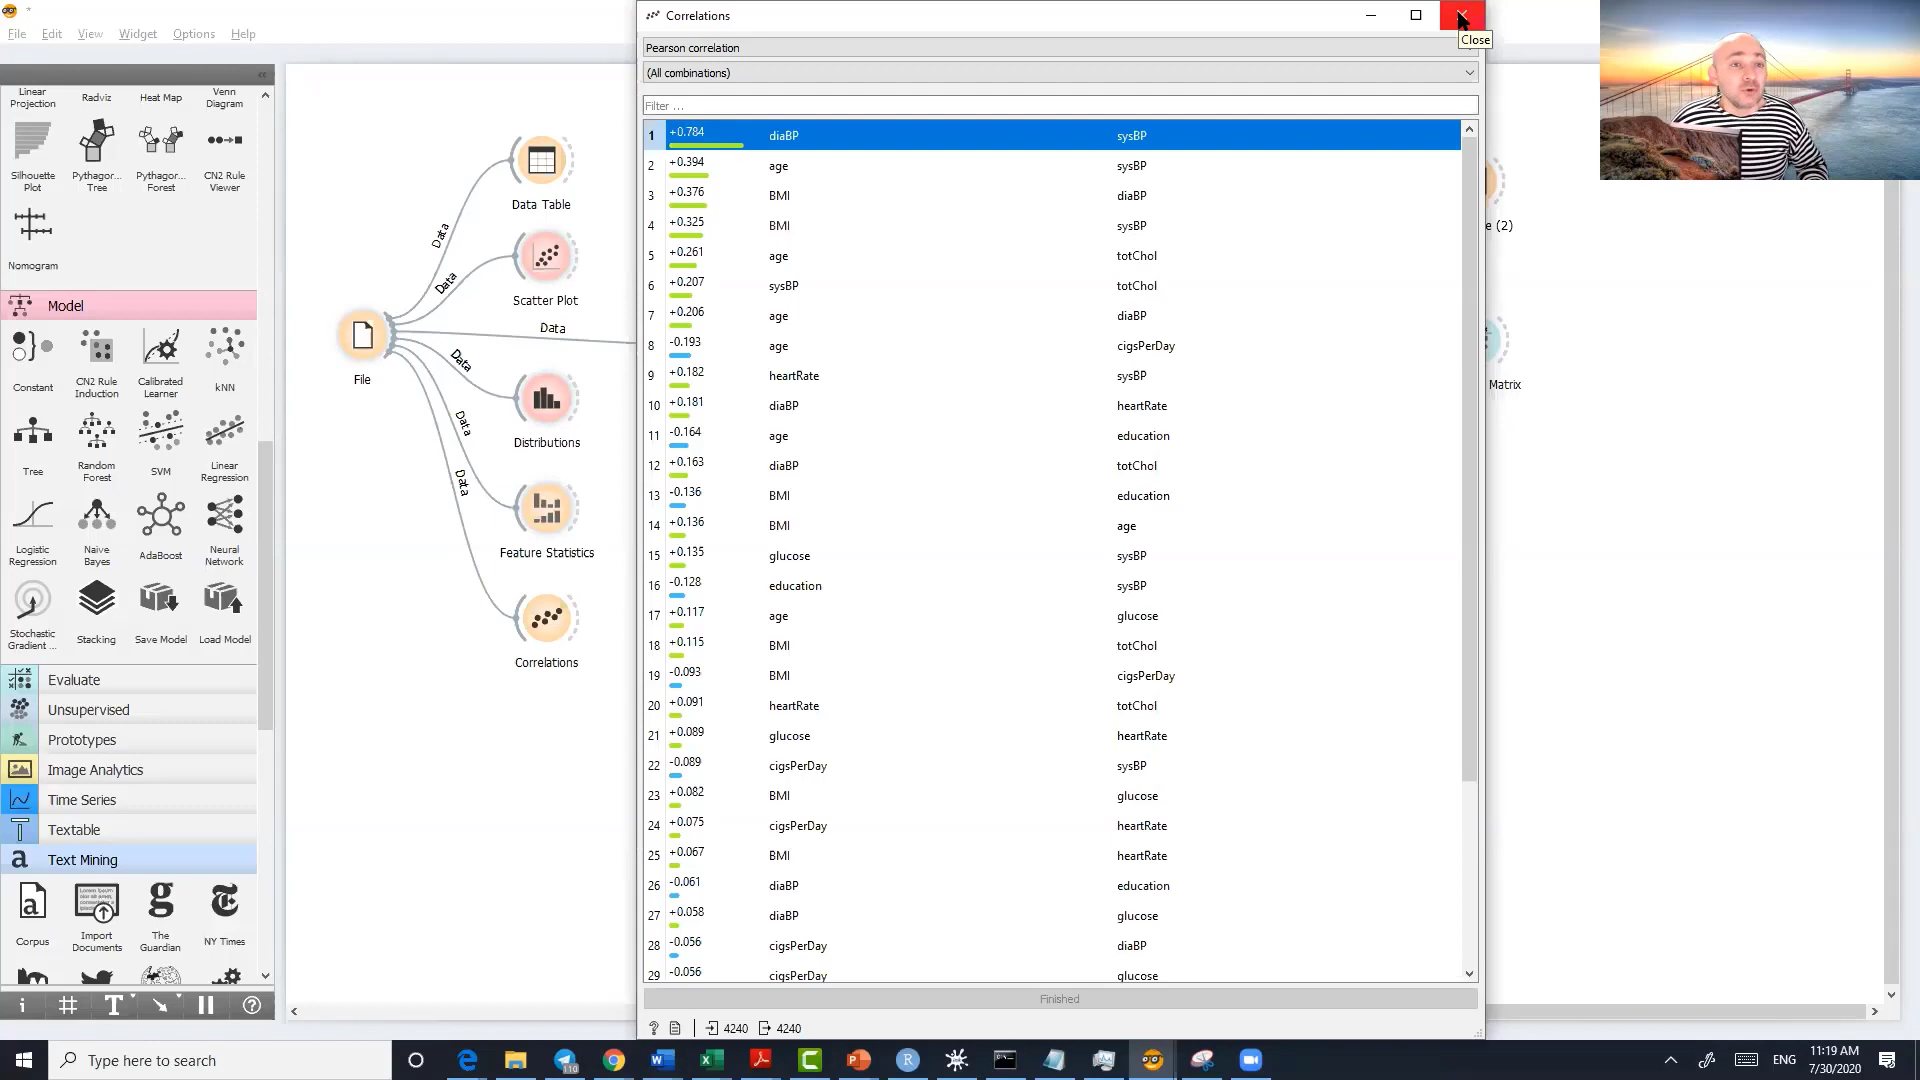 File Edit View Widget Options Help
Linear Projection
Radviz
Heat Map
Venn Diagram
Silhouette Plot
Pythagor... Tree
Pythagor... Forest
CN2 Rule Viewer
Nomogram
Model
Constant
CN2 Rule Induction
Calibrated Learner
kNN
Tree
Random Forest
SVM
Linear Regression
Logistic Regression
Naive Bayes
AdaBoost
Neural Network
Stochastic Gradient ...
Stacking
Save Model
Load Model
Evaluate
Unsupervised
Prototypes
Image Analytics
Time Series
Textable
Text Mining
Corpus
Import Documents
The Guardian
NY Times
File
Data
Data
Data
Data
Data
Data
Data Table
Scatter Plot
Distributions
Feature Statistics
Correlations
Correlations
Close
Pearson correlation
(All combinations)
Filter ...
1 +0.784 diaBP sysBP
2 +0.394 age sysBP
3 +0.376 BMI diaBP
4 +0.325 BMI sysBP
5 +0.261 age totChol
6 +0.207 sysBP totChol
7 +0.206 age diaBP
8 -0.193 age cigsPerDay
9 +0.182 heartRate sysBP
10 +0.181 diaBP heartRate
11 -0.164 age education
12 +0.163 diaBP totChol
13 -0.136 BMI education
14 +0.136 BMI age
15 +0.135 glucose sysBP
16 -0.128 education sysBP
17 +0.117 age glucose
18 +0.115 BMI totChol
19 -0.093 BMI cigsPerDay
20 +0.091 heartRate totChol
21 +0.089 glucose heartRate
22 -0.089 cigsPerDay sysBP
23 +0.082 BMI glucose
24 +0.075 cigsPerDay heartRate
25 +0.067 BMI heartRate
26 -0.061 diaBP education
27 +0.058 diaBP glucose
28 -0.056 cigsPerDay diaBP
29 -0.056 cigsPerDay glucose
Finished
4240 4240
e (2)
Matrix
Type here to search
110
ENG
11:19 AM
7/30/2020